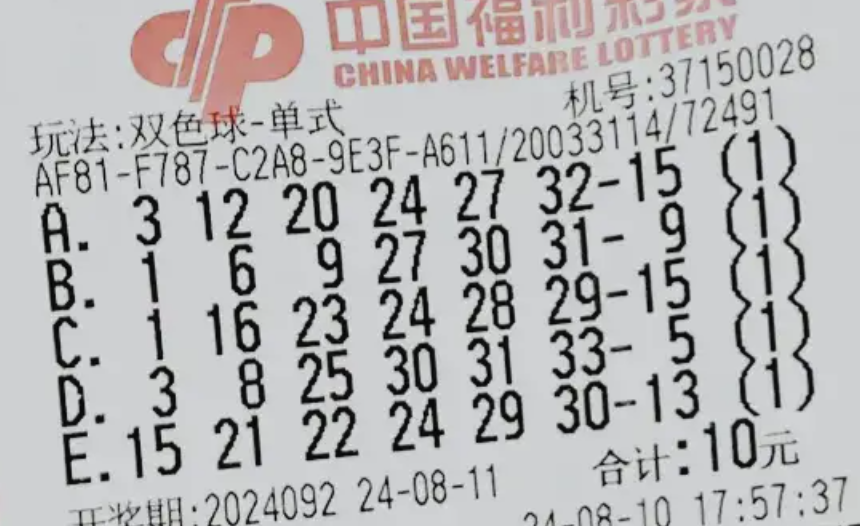 中国福利彩票
CHINA WELFARE LOTTERY
机号:37150028
玩法:双色球-单式
AF81-F787-C2A8-9E3F-A611/20033114/72491
A. 3 12 20 24 27 32-15 (1)
B. 1 6 9 27 30 31- 9 (1)
C. 1 16 23 24 28 29-15 (1)
D. 3 8 25 30 31 33- 5 (1)
E. 15 21 22 24 29 30-13 (1)
合计:10元
开奖期:2024092 24-08-11
24-08-10 17:57:37